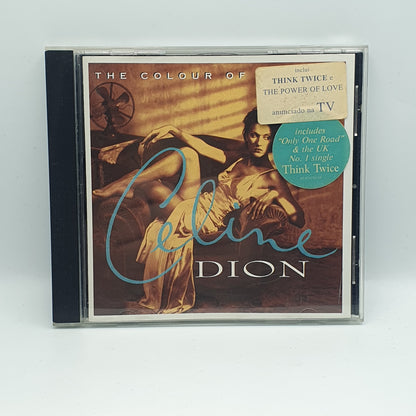 THE COLOUR OF
inclui
THINK TWICE e
THE POWER OF LOVE
anunciado na TV
includes
"Only One Road"
& the UK
No. 1 single
Think Twice
Celine
DION